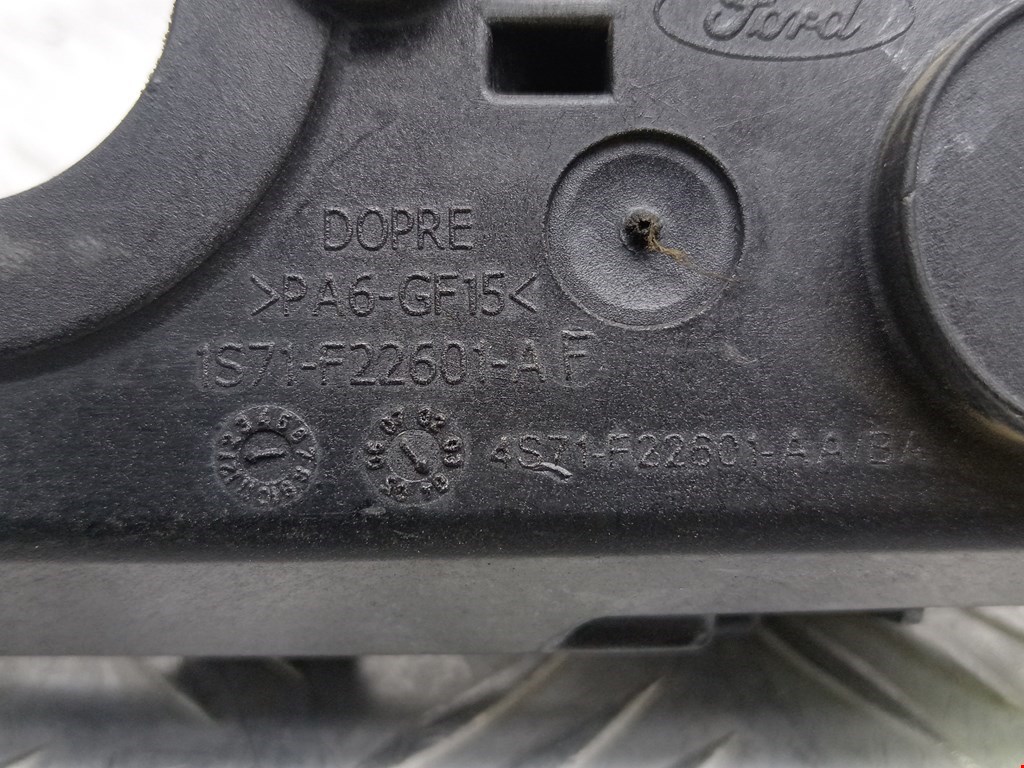 Ford
DOPRE
>PA6-GF15<
1S71-F22601-AF
4S71-F22601-AA/BA